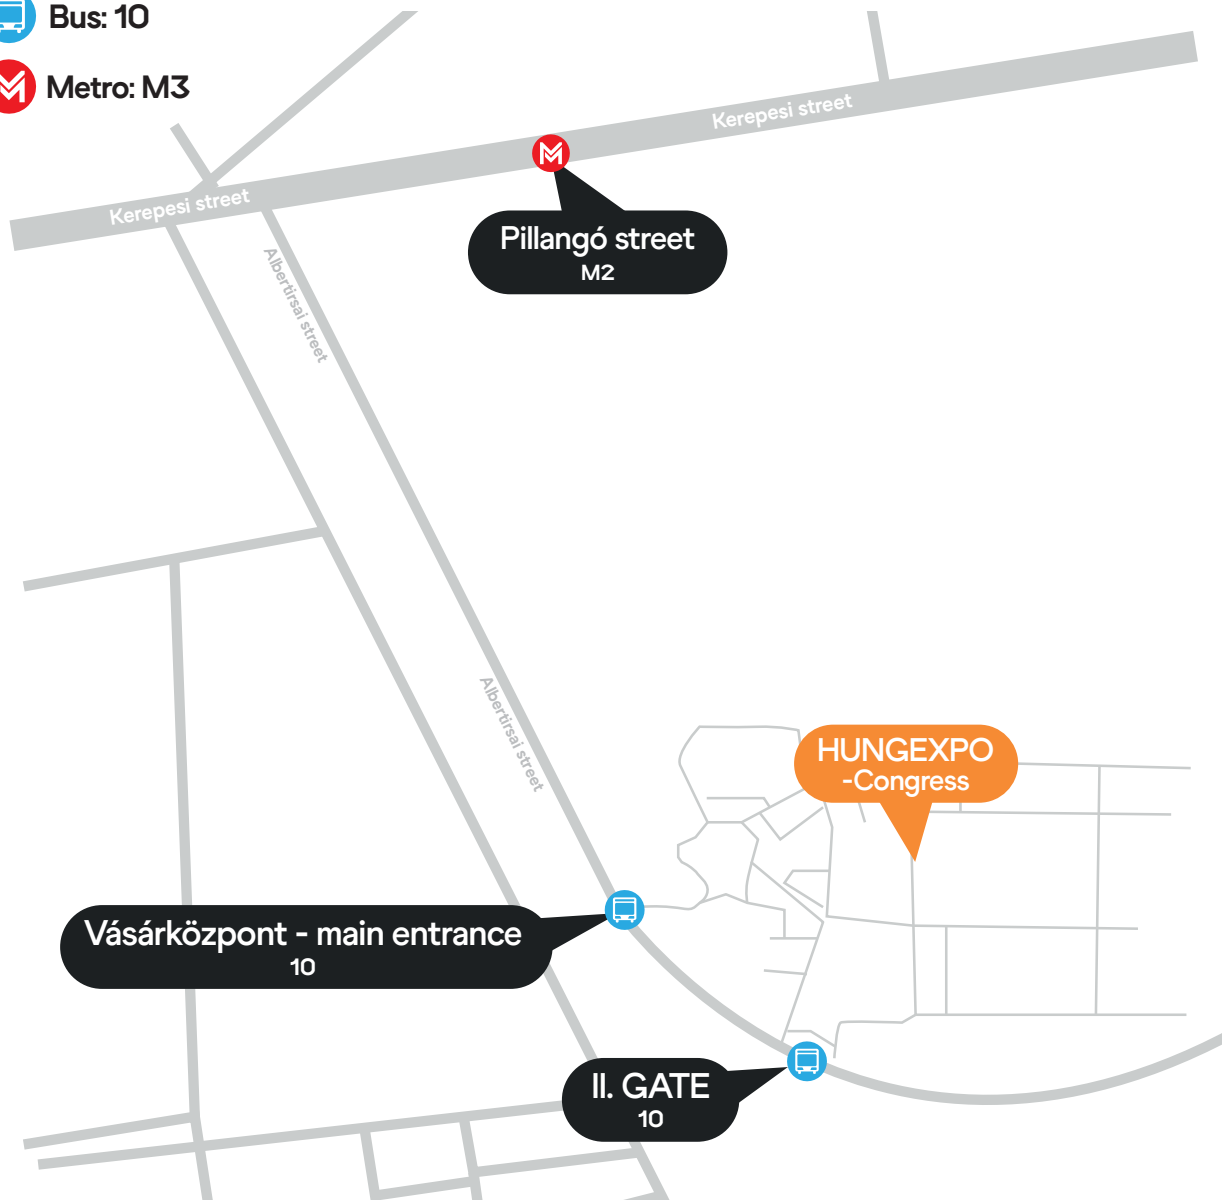 Bus: 10
Metro: M3
Kerepesi street
Kerepesi street
Pillangó street
M2
Albertirsai street
Albertirsai street
HUNGEXPO
-Congress
Vásárközpont - main entrance
10
II. GATE
10